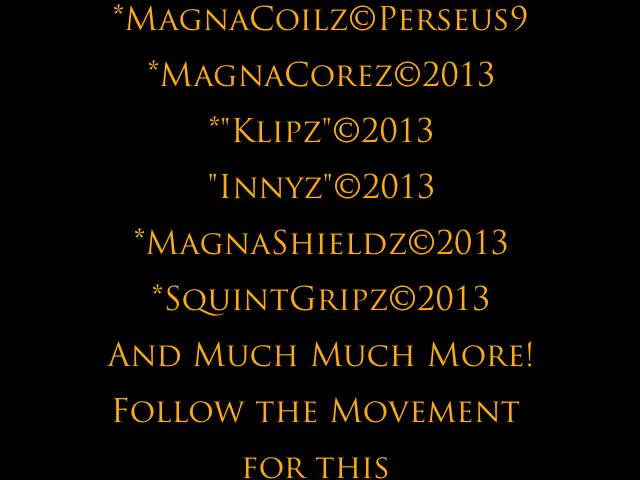 *MagnaCoilz©Perseus9
*MagnaCorez©2013
*"Klipz"©2013
"Innyz"©2013
*MagnaShieldz©2013
*SquintGripz©2013
And Much Much More!
Follow the Movement
for this